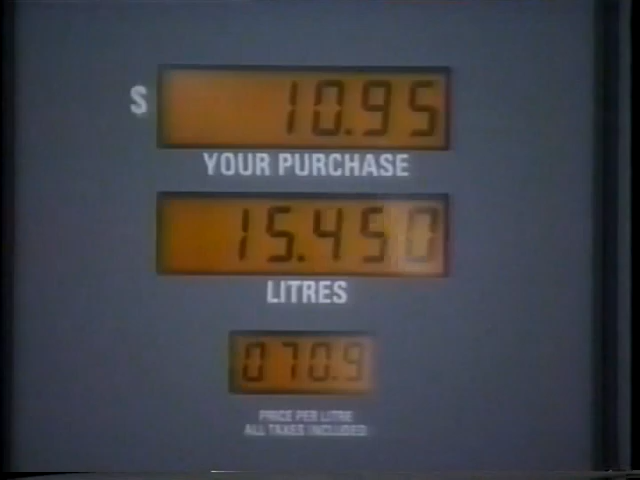 $ 10.95
YOUR PURCHASE
15.450
LITRES
070.9
PRICE PER LITRE
ALL TAXES INCLUDED